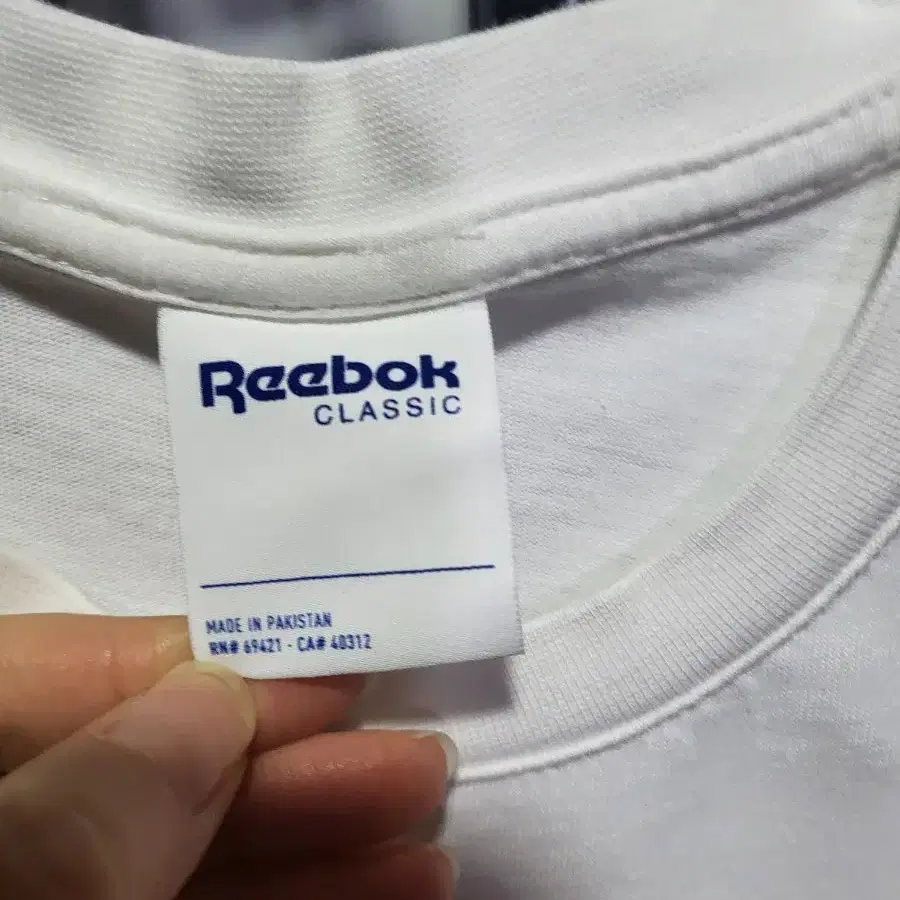 Reebok
CLASSIC
MADE IN PAKISTAN
RN# 69421 - CA# 40312